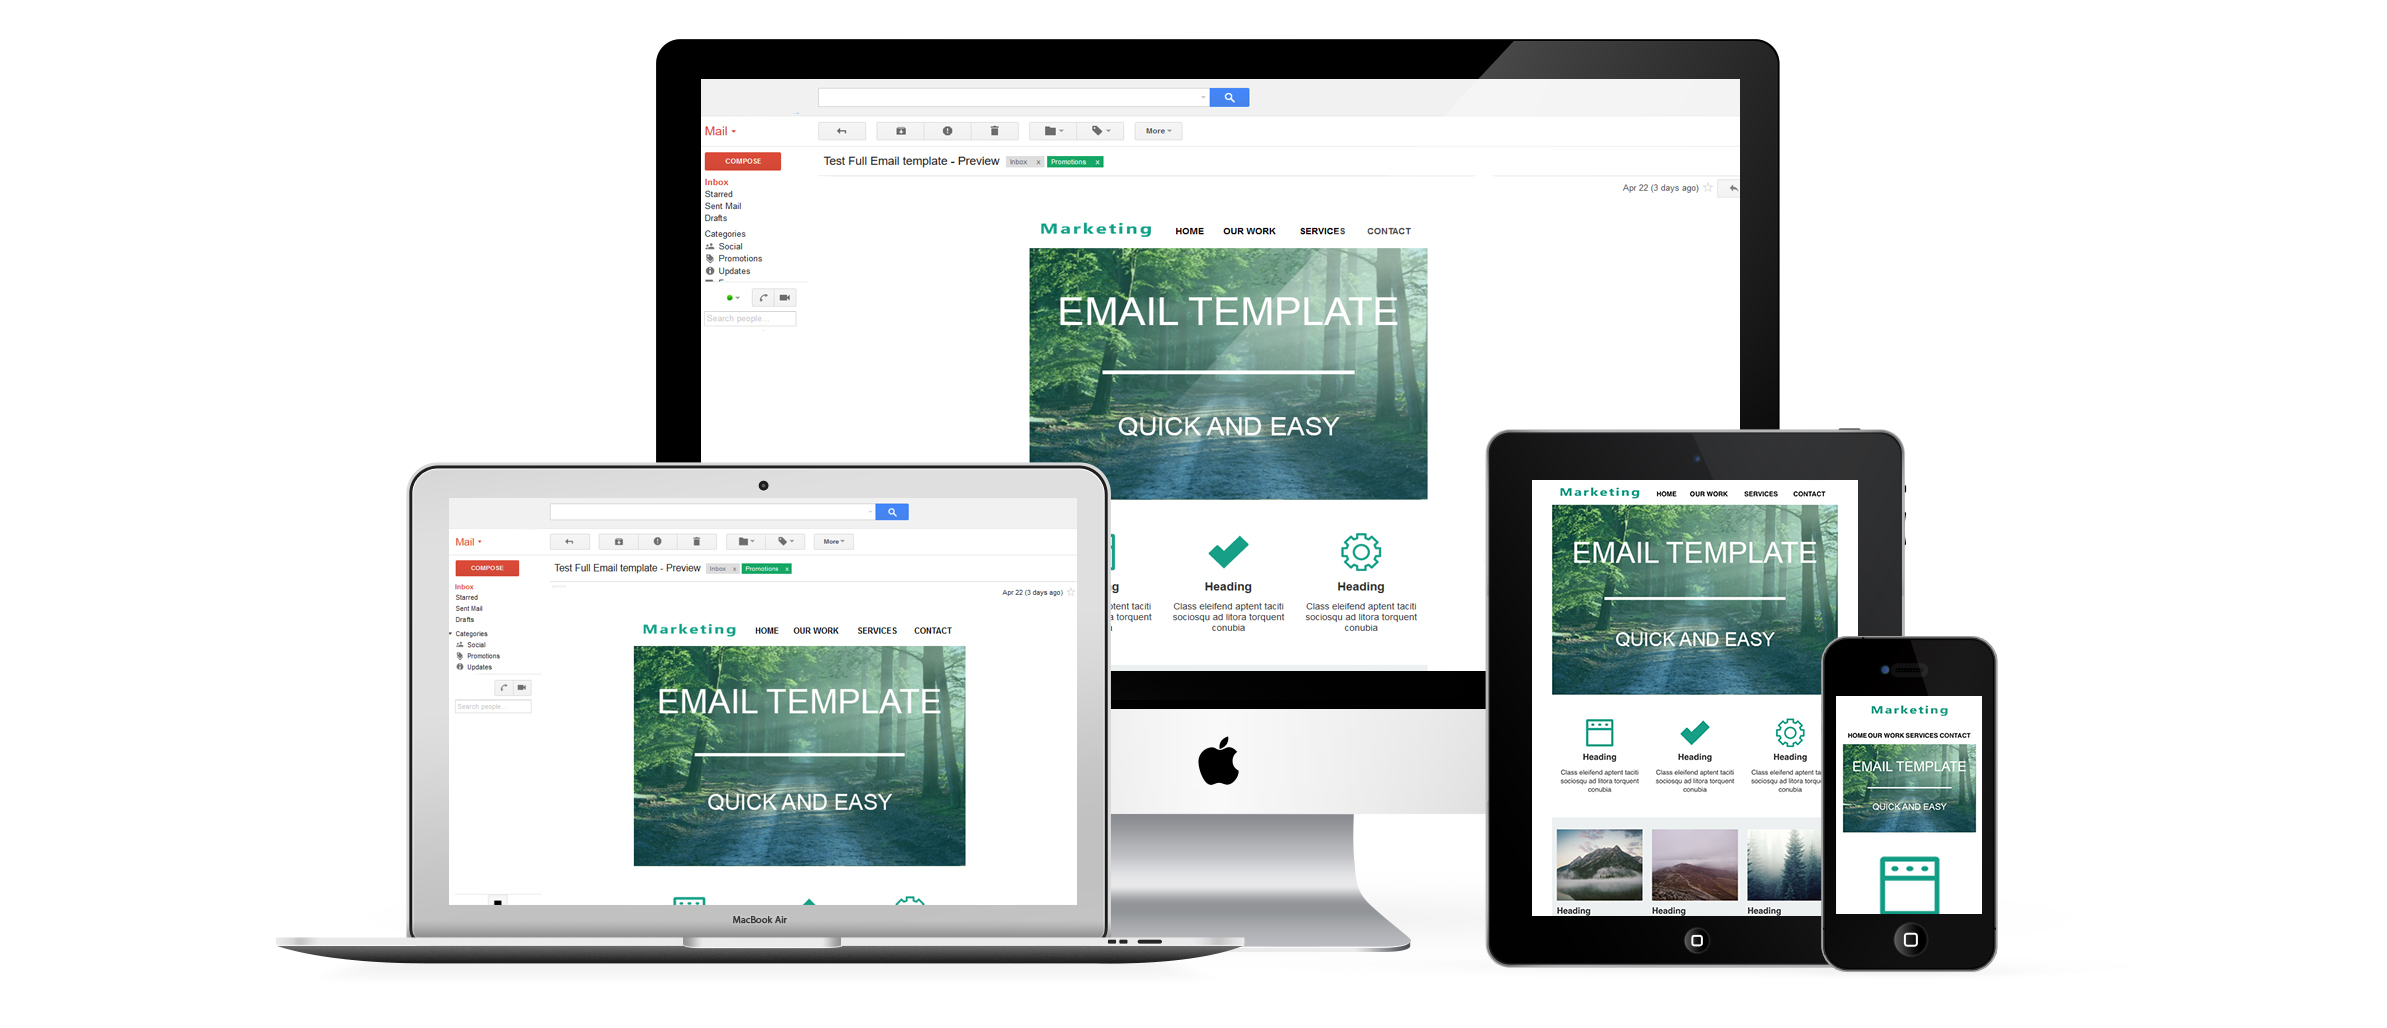 Mail
More
COMPOSE
Test Full Email template - Preview Inbox x Promotions x
Inbox
Starred
Sent Mail
Drafts
Categories
Social
Promotions
Updates
Search people...
Apr 22 (3 days ago)
Marketing HOME OUR WORK SERVICES CONTACT
EMAIL TEMPLATE
QUICK AND EASY
g
ptent taciti
a torquent
Heading
Class eleifend aptent taciti
sociosqu ad litora torquent
conubia
Heading
Class eleifend aptent taciti
sociosqu ad litora torquent
conubia
Mail
More
COMPOSE
Test Full Email template - Preview Inbox x Promotions x
Inbox
Starred
Sent Mail
Drafts
Categories
Social
Promotions
Updates
Search people...
Apr 22 (3 days ago)
Marketing HOME OUR WORK SERVICES CONTACT
EMAIL TEMPLATE
QUICK AND EASY
MacBook Air
Marketing HOME OUR WORK SERVICES CONTACT
EMAIL TEMPLATE
QUICK AND EASY
Heading
Class eleifend aptent taciti
sociosqu ad litora torquent
conubia
Heading
Class eleifend aptent taciti
sociosqu ad litora torquent
conubia
Heading
Class eleifend aptent ta
sociosqu ad litora torqu
conubia
Heading
Heading
Heading
Marketing
HOME OUR WORK SERVICES CONTACT
EMAIL TEMPLATE
QUICK AND EASY